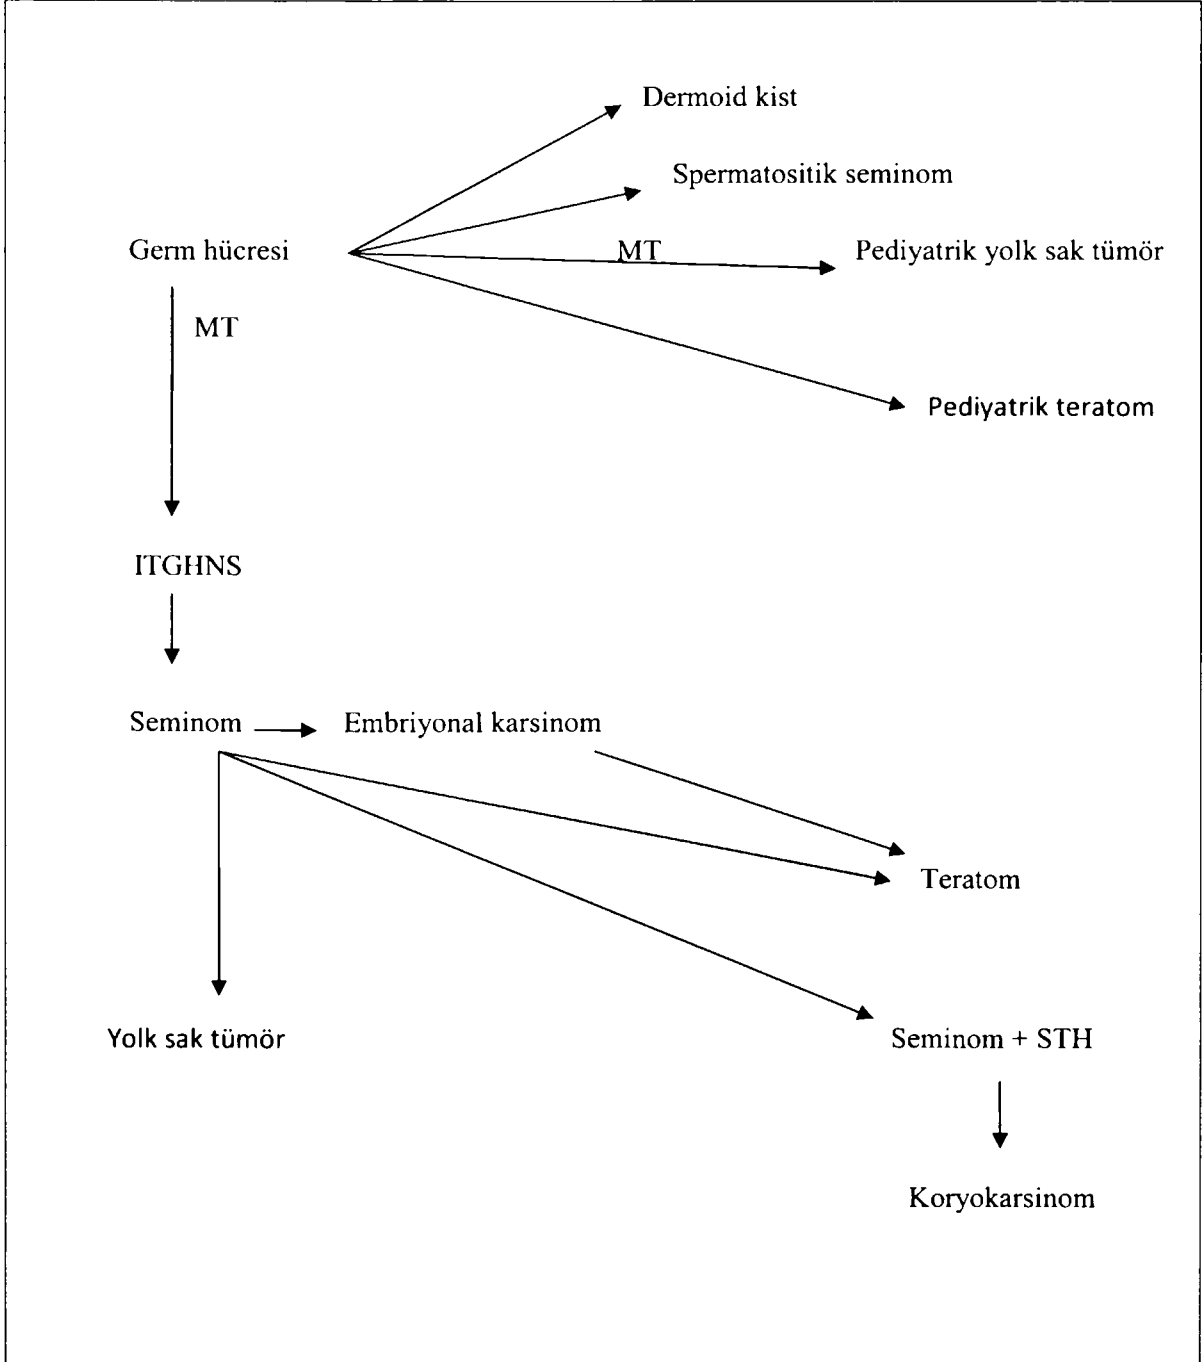 Dermoid kist
Spermatositik seminom
Germ hücresi
MT
Pediyatrik yolk sak tümör
MT
Pediyatrik teratom
ITGHNS
Seminom
Embriyonal karsinom
Teratom
Yolk sak tümör
Seminom + STH
Koryokarsinom